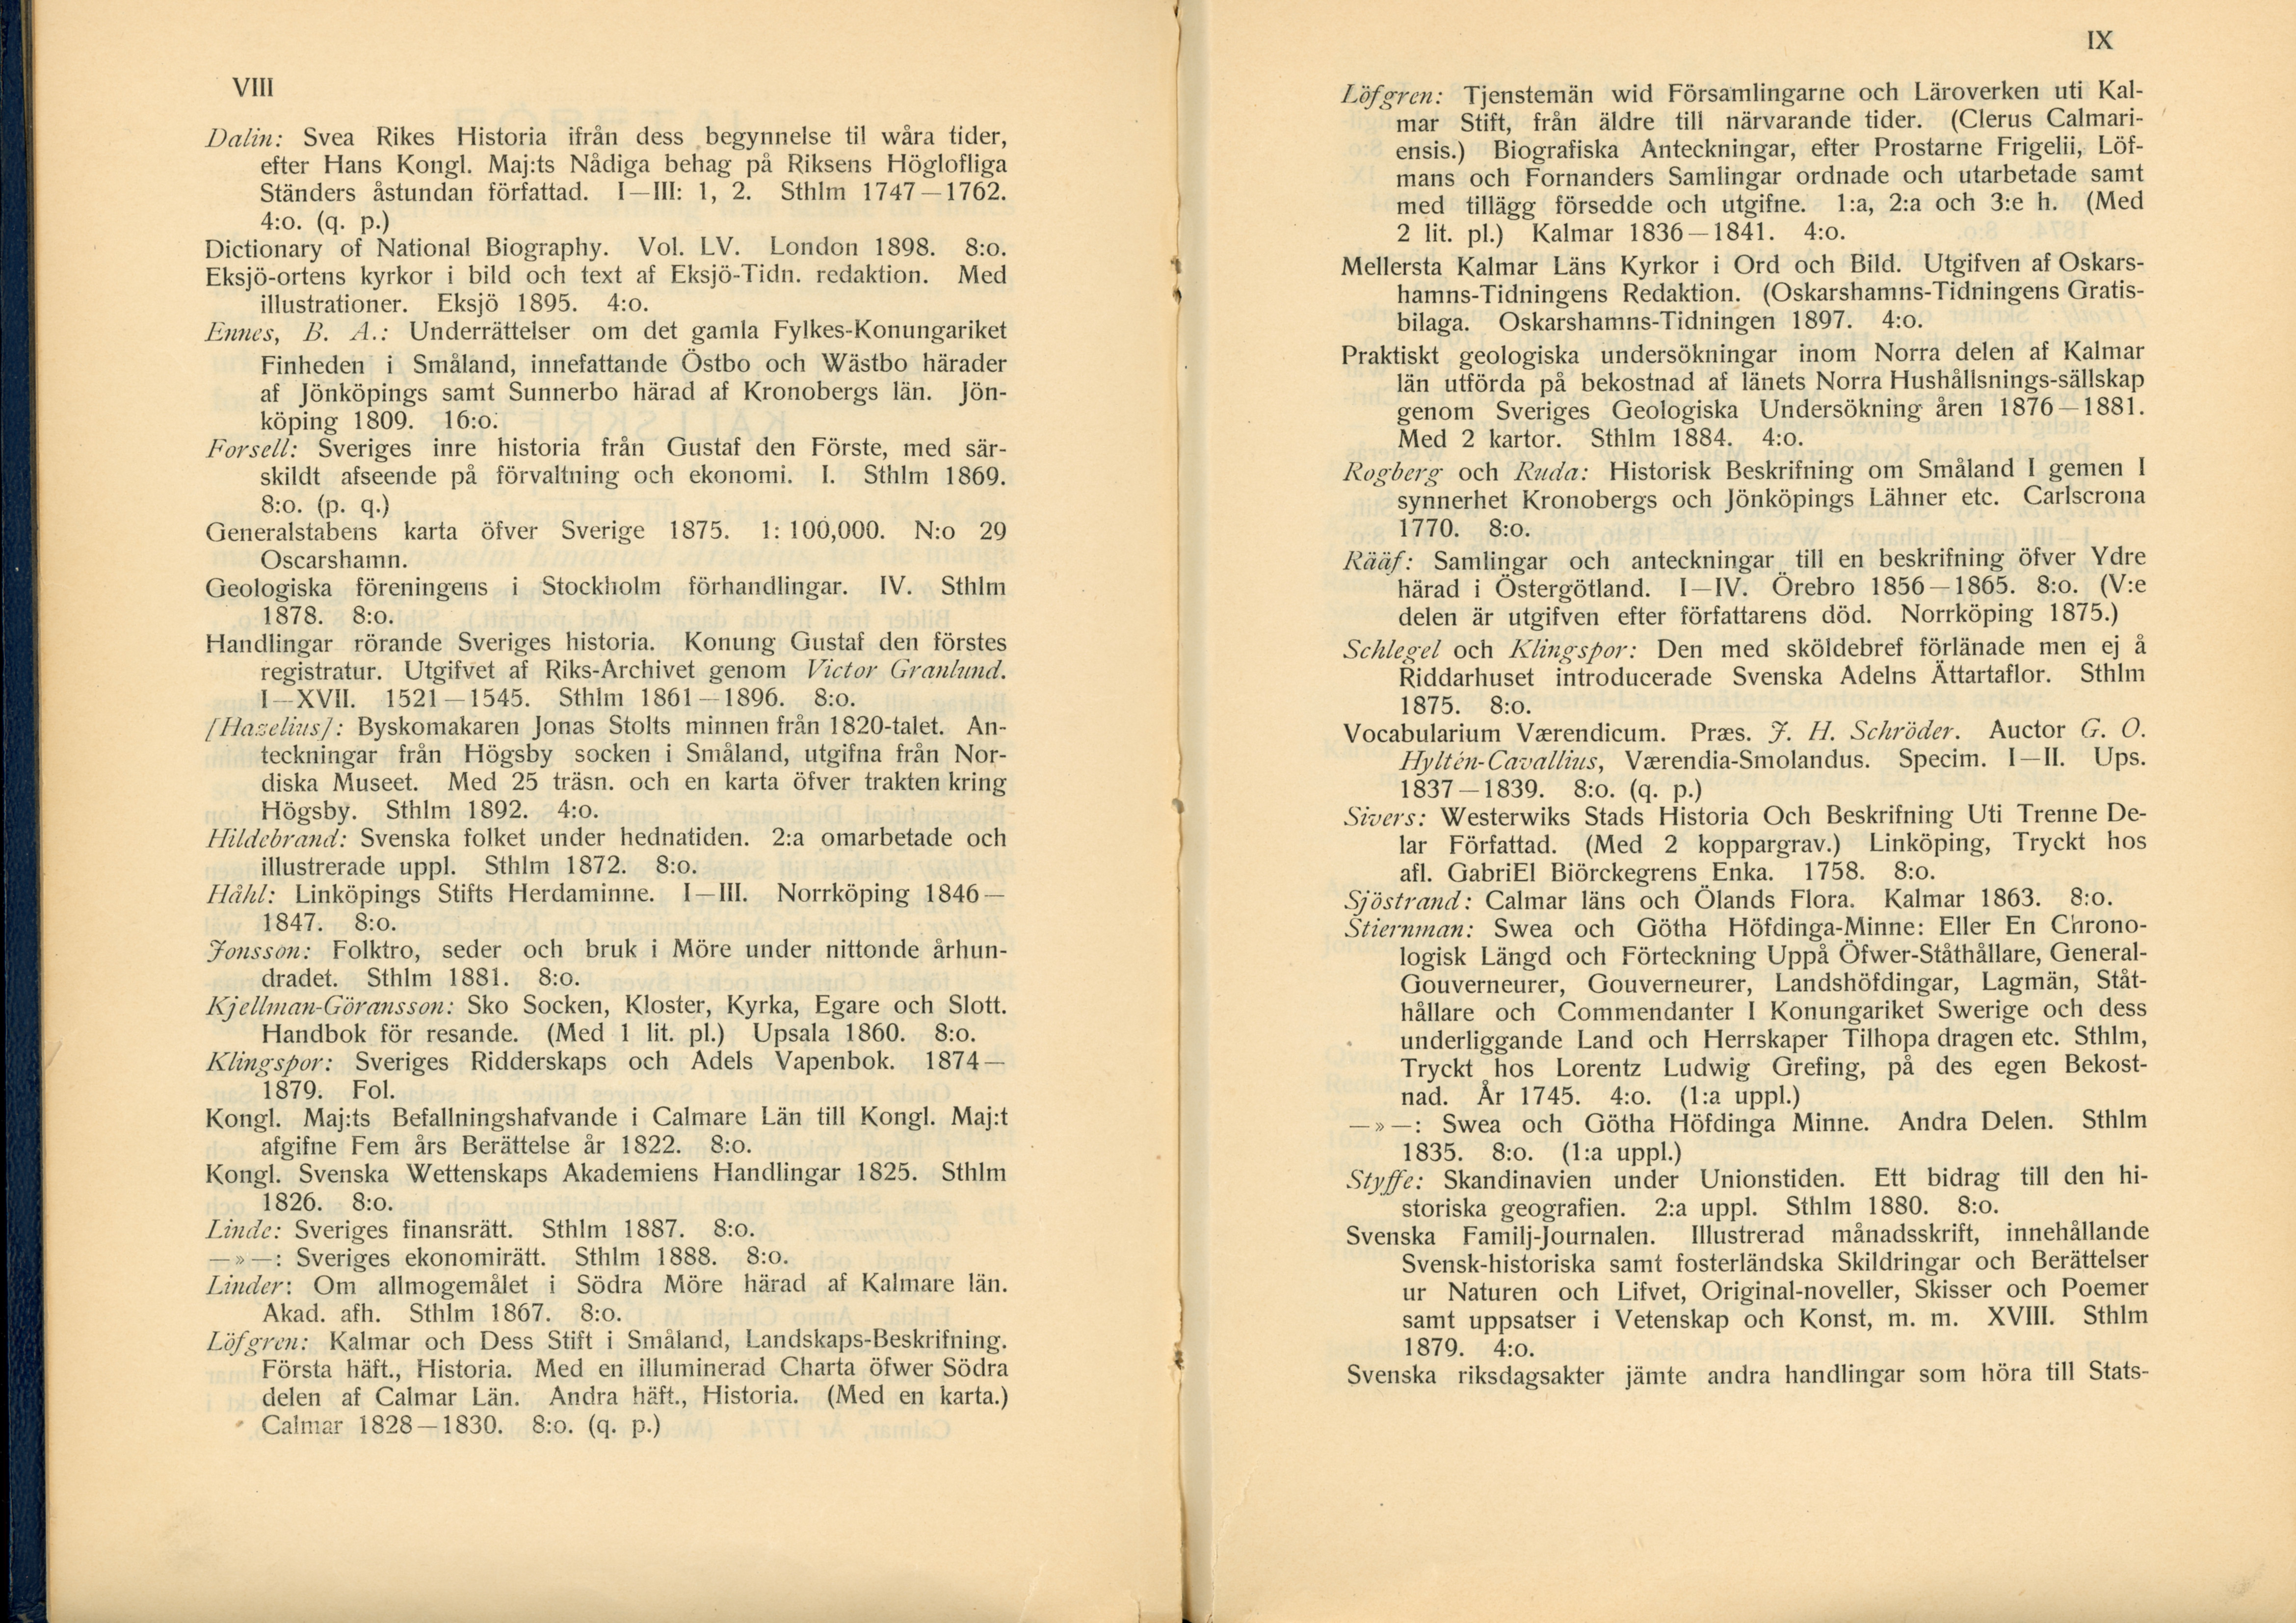 VIII
Dalin: Svea Rikes Historia ifrån dess begynnelse til wåra tider,
efter Hans Kongl. Maj:ts Nådiga behag på Riksens Höglofliga
Ständers åstundan författad. I—III: 1, 2. Sthlm 1747—1762.
4:o. (q. p.)
Dictionary of National Biography. Vol. LV. London 1898. 8:o.
Eksjö-ortens kyrkor i bild och text af Eksjö-Tidn. redaktion. Med
illustrationer. Eksjö 1895. 4:o.
Ennes, B. A.: Underrättelser om det gamla Fylkes-Konungariket
Finheden i Småland, innefattande Östbo och Wästbo härader
af Jönköpings samt Sunnerbo härad af Kronobergs län. Jön-
köping 1809. 16:o.
Forsell: Sveriges inre historia från Gustaf den Förste, med sär-
skildt afseende på förvaltning och ekonomi. I. Sthlm 1869.
8:o. (p. q.)
Generalstabens karta öfver Sverige 1875. 1: 100,000. N:o 29
Oscarshamn.
Geologiska föreningens i Stockholm förhandlingar. IV. Sthlm
1878. 8:o.
Handlingar rörande Sveriges historia. Konung Gustaf den förstes
registratur. Utgifvet af Riks-Archivet genom Victor Granlund.
I—XVII. 1521—1545. Sthlm 1861—1896. 8:o.
[Hazelius]: Byskomakaren Jonas Stolts minnen från 1820-talet. An-
teckningar från Högsby socken i Småland, utgifna från Nor-
diska Museet. Med 25 träsn. och en karta öfver trakten kring
Högsby. Sthlm 1892. 4:o.
Hildebrand: Svenska folket under hednatiden. 2:a omarbetade och
illustrerade uppl. Sthlm 1872. 8:o.
Håhl: Linköpings Stifts Herdaminne. I—III. Norrköping 1846—
1847. 8:o.
Jonsson: Folktro, seder och bruk i Möre under nittonde århun-
dradet. Sthlm 1881. 8:o.
Kjellman-Göransson: Sko Socken, Kloster, Kyrka, Egare och Slott.
Handbok för resande. (Med 1 lit. pl.) Upsala 1860. 8:o.
Klingspor: Sveriges Ridderskaps och Adels Vapenbok. 1874—
1879. Fol.
Kongl. Maj:ts Befallningshafvande i Calmare Län till Kongl. Maj:t
afgifne Fem års Berättelse år 1822. 8:o.
Kongl. Svenska Wettenskaps Akademiens Handlingar 1825. Sthlm
1826. 8:o.
Linde: Sveriges finansrätt. Sthlm 1887. 8:o.
—»—: Sveriges ekonomirätt. Sthlm 1888. 8:o.
Linder: Om allmogemålet i Södra Möre härad af Kalmare län.
Akad. afh. Sthlm 1867. 8:o.
Löfgren: Kalmar och Dess Stift i Småland, Landskaps-Beskrifning.
Första häft., Historia. Med en illuminerad Charta öfwer Södra
delen af Calmar Län. Andra häft., Historia. (Med en karta.)
Calmar 1828—1830. 8:o. (q. p.)
IX
Löfgren: Tjenstemän wid Församlingarne och Läroverken uti Kal-
mar Stift, från äldre till närvarande tider. (Clerus Calmari-
ensis.) Biografiska Anteckningar, efter Prostarne Frigelii, Löf-
mans och Fornanders Samlingar ordnade och utarbetade samt
med tillägg försedde och utgifne. 1:a, 2:a och 3:e h. (Med
2 lit. pl.) Kalmar 1836—1841. 4:o.
Mellersta Kalmar Läns Kyrkor i Ord och Bild. Utgifven af Oskars-
hamns-Tidningens Redaktion. (Oskarshamns-Tidningens Gratis-
bilaga. Oskarshamns-Tidningen 1897. 4:o.
Praktiskt geologiska undersökningar inom Norra delen af Kalmar
län utförda på bekostnad af länets Norra Hushållsnings-sällskap
genom Sveriges Geologiska Undersökning åren 1876—1881.
Med 2 kartor. Sthlm 1884. 4:o.
Rogberg och Ruda: Historisk Beskrifning om Småland I gemen I
synnerhet Kronobergs och Jönköpings Lähner etc. Carlscrona
1770. 8:o.
Rääf: Samlingar och anteckningar till en beskrifning öfver Ydre
härad i Östergötland. I—IV. Örebro 1856—1865. 8:o. (V:e
delen är utgifven efter författarens död. Norrköping 1875.)
Schlegel och Klingspor: Den med sköldebref förlänade men ej å
Riddarhuset introducerade Svenska Adelns Ättartaflor. Sthlm
1875. 8:o.
Vocabularium Værendicum. Præs. J. H. Schröder. Auctor G. O.
Hyltén-Cavallius, Værendia-Smolandus. Specim. I—II. Ups.
1837—1839. 8:o. (q. p.)
Sivers: Westerwiks Stads Historia Och Beskrifning Uti Trenne De-
lar Författad. (Med 2 koppargrav.) Linköping, Tryckt hos
afl. GabriEl Biörckegrens Enka. 1758. 8:o.
Sjöstrand: Calmar läns och Ölands Flora. Kalmar 1863. 8:o.
Stiernman: Swea och Götha Höfdinga-Minne: Eller En Chrono-
logisk Längd och Förteckning Uppå Öfwer-Ståthållare, General-
Gouverneurer, Gouverneurer, Landshöfdingar, Lagmän, Ståt-
hållare och Commendanter I Konungariket Swerige och dess
underliggande Land och Herrskaper Tilhopa dragen etc. Sthlm,
Tryckt hos Lorentz Ludwig Grefing, på des egen Bekost-
nad. År 1745. 4:o. (1:a uppl.)
—»—: Swea och Götha Höfdinga Minne. Andra Delen. Sthlm
1835. 8:o. (1:a uppl.)
Styffe: Skandinavien under Unionstiden. Ett bidrag till den hi-
storiska geografien. 2:a uppl. Sthlm 1880. 8:o.
Svenska Familj-Journalen. Illustrerad månadsskrift, innehållande
Svensk-historiska samt fosterländska Skildringar och Berättelser
ur Naturen och Lifvet, Original-noveller, Skisser och Poemer
samt uppsatser i Vetenskap och Konst, m. m. XVIII. Sthlm
1879. 4:o.
Svenska riksdagsakter jämte andra handlingar som höra till Stats-